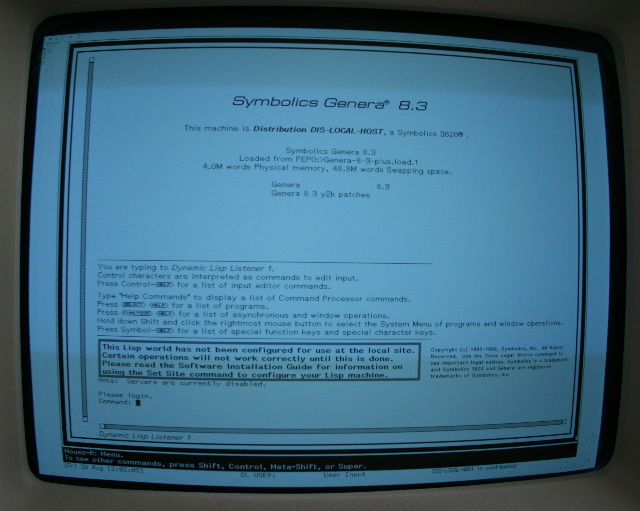 Symbolics Genera® 8.3
This machine is Distribution DIS-LOCAL-HOST, a Symbolics 3620®.
Symbolics Genera 8.3
Loaded from FEP0:>Genera-8-3-plus.load.1
4.0M words Physical memory, 48.8M words Swapping space.
Genera 8.3
Genera 8 3 y2k patches
You are typing to Dynamic Lisp Listener 1.
Control characters are interpreted as commands to edit input.
Press Control-HELP for a list of input editor commands.
Type "Help Commands" to display a list of Command Processor commands.
Press SELECT HELP for a list of programs.
Press FUNCTION HELP for a list of asynchronous and window operations.
Hold down Shift and click the rightmost mouse button to select the System Menu of programs and window operations.
Press Symbol-HELP for a list of special function keys and special character keys.
This Lisp world has not been configured for use at the local site.
Certain operations will not work correctly until this is done.
Please read the Software Installation Guide for information on
using the Set Site command to configure your Lisp machine.
Copyright (c) Symbolics, Inc. All Rights
Reserved. Use the Show Legal Notice command to
see important legal notices. Symbolics is a trademark
and Symbolics 3620 and Genera are registered
trademarks of Symbolics, Inc.
Note: Servers are currently disabled.
Please login.
Command:
Dynamic Lisp Listener 1
Mouse-R: Menu.
To see other commands, press Shift, Control, Meta-Shift, or Super.
CL USER: User Input